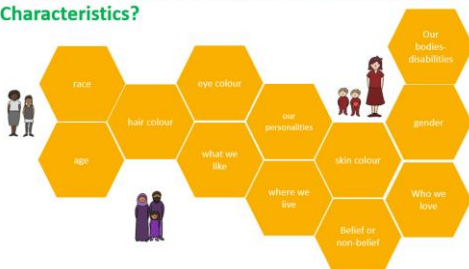 Characteristics?
race
age
hair colour
eye colour
what we
like
our
personalities
where we
live
skin colour
Belief or
non-belief
Our
bodies-
disabilities
gender
Who we
love